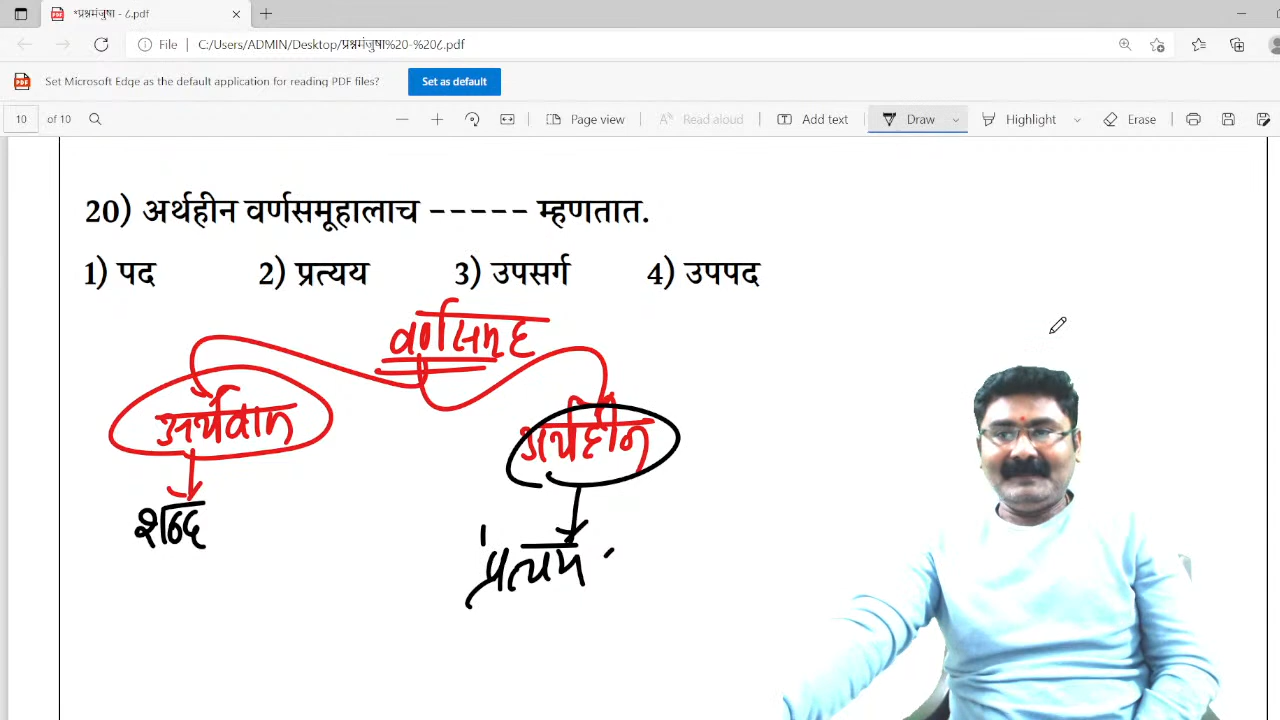 *प्रश्नमंजुषा - ८.pdf
File C:/Users/ADMIN/Desktop/प्रश्नमंजुषा%20-%20८.pdf
Set Microsoft Edge as the default application for reading PDF files? Set as default
10 of 10 Page view Read aloud Add text Draw Highlight Erase
20) अर्थहीन वर्णसमूहालाच ----- म्हणतात.
1) पद 2) प्रत्यय 3) उपसर्ग 4) उपपद
वर्णसमूह
अर्थवान अर्थहीन
शब्द 'प्रत्यय'